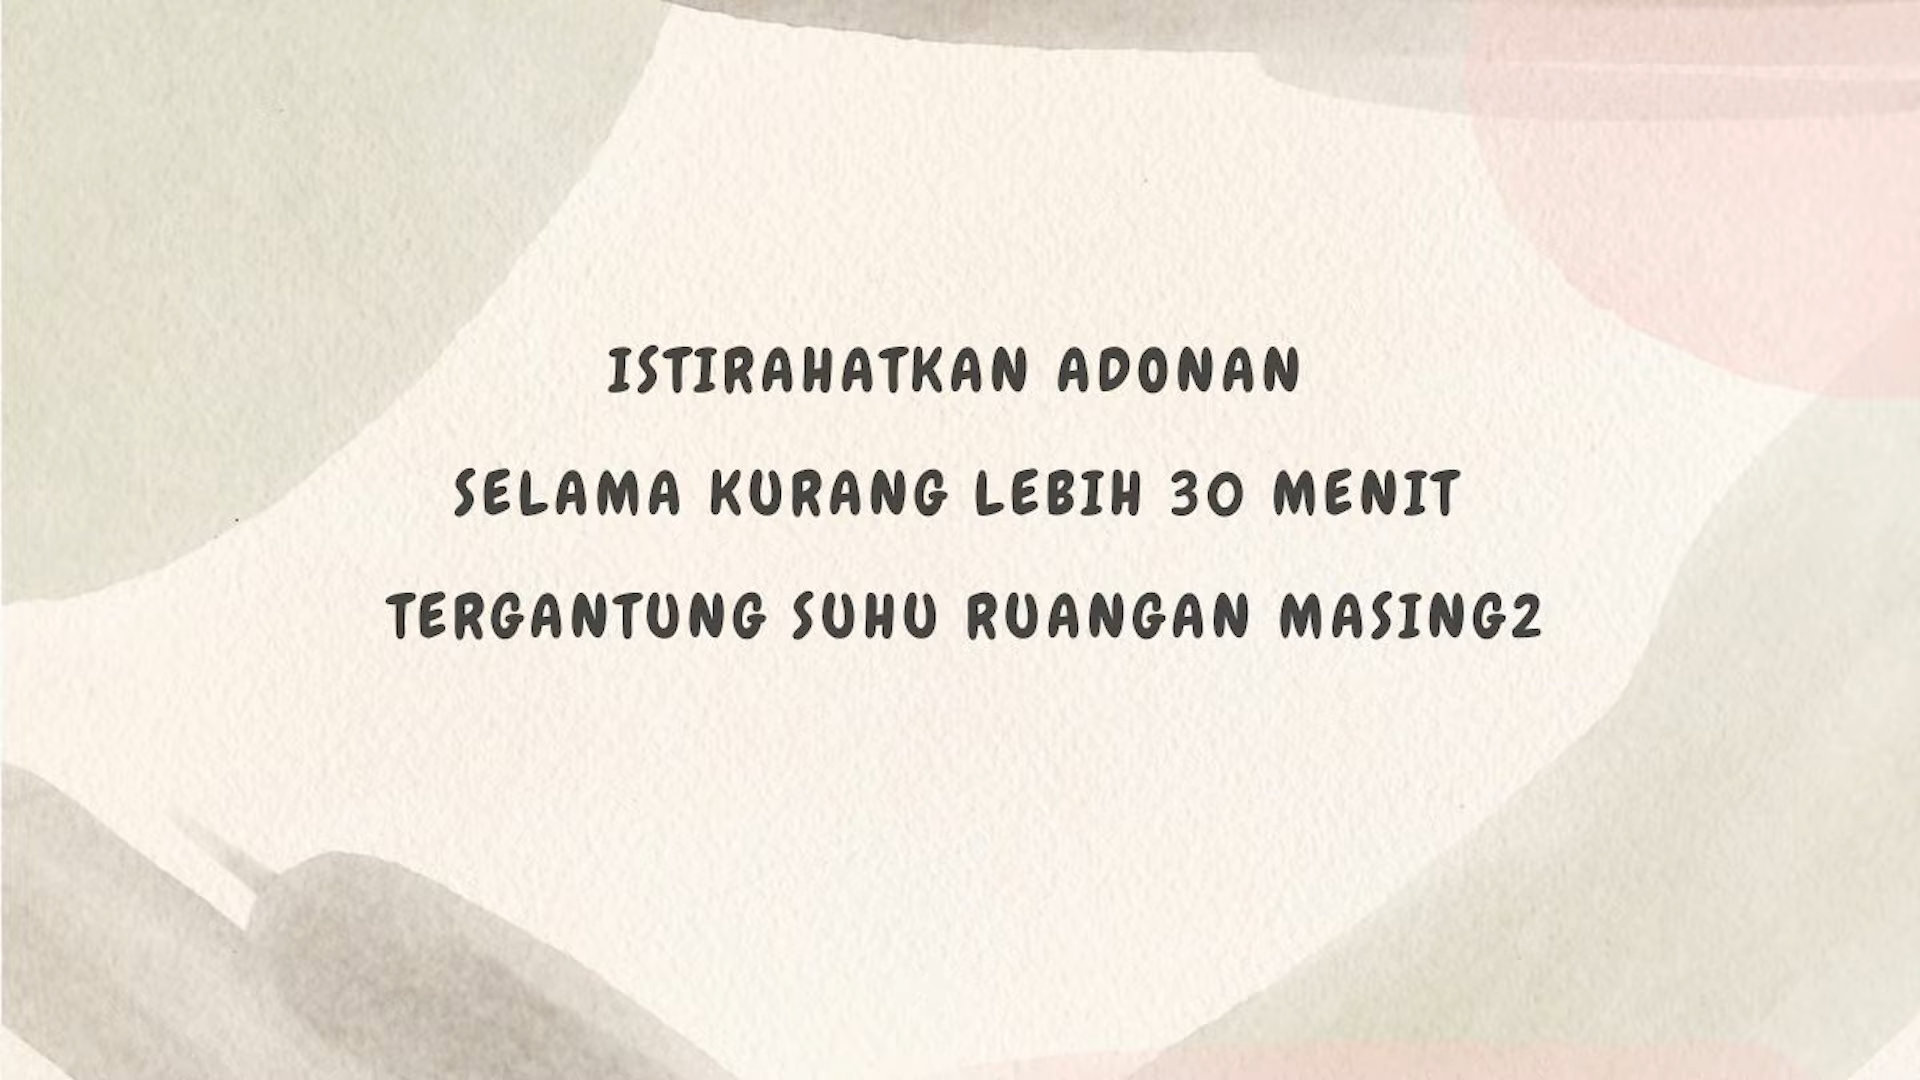 ISTIRAHATKAN ADONAN
SELAMA KURANG LEBIH 30 MENIT
TERGANTUNG SUHU RUANGAN MASING2